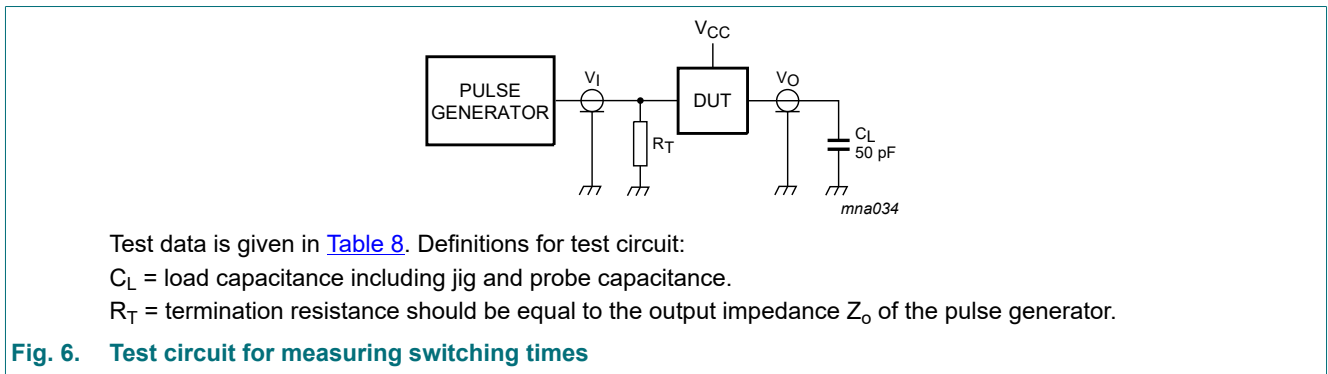 VCC
PULSE
GENERATOR
VI
DUT
VO
RT
CL
50 pF
mna034
Test data is given in Table 8. Definitions for test circuit:
CL = load capacitance including jig and probe capacitance.
RT = termination resistance should be equal to the output impedance Zo of the pulse generator.
Fig. 6. Test circuit for measuring switching times